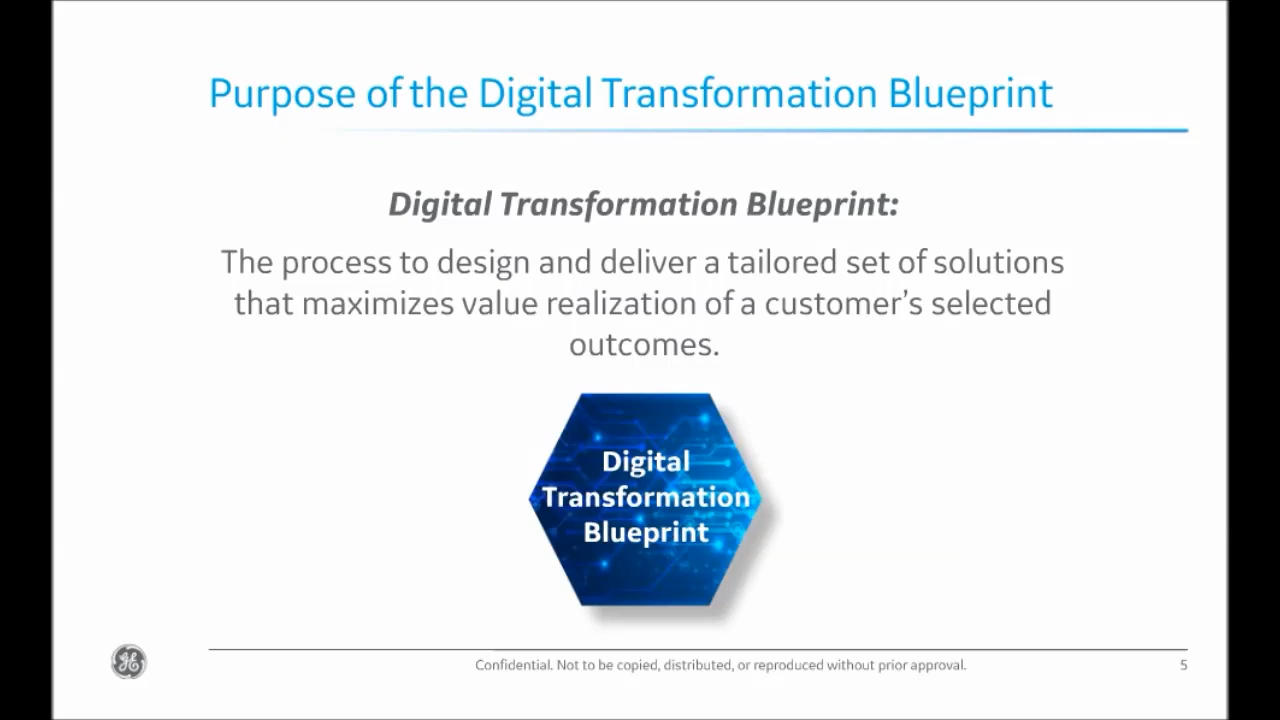 Purpose of the Digital Transformation Blueprint
Digital Transformation Blueprint:
The process to design and deliver a tailored set of solutions
that maximizes value realization of a customer’s selected
outcomes.
Digital
Transformation
Blueprint
GE
Confidential. Not to be copied, distributed, or reproduced without prior approval.
5